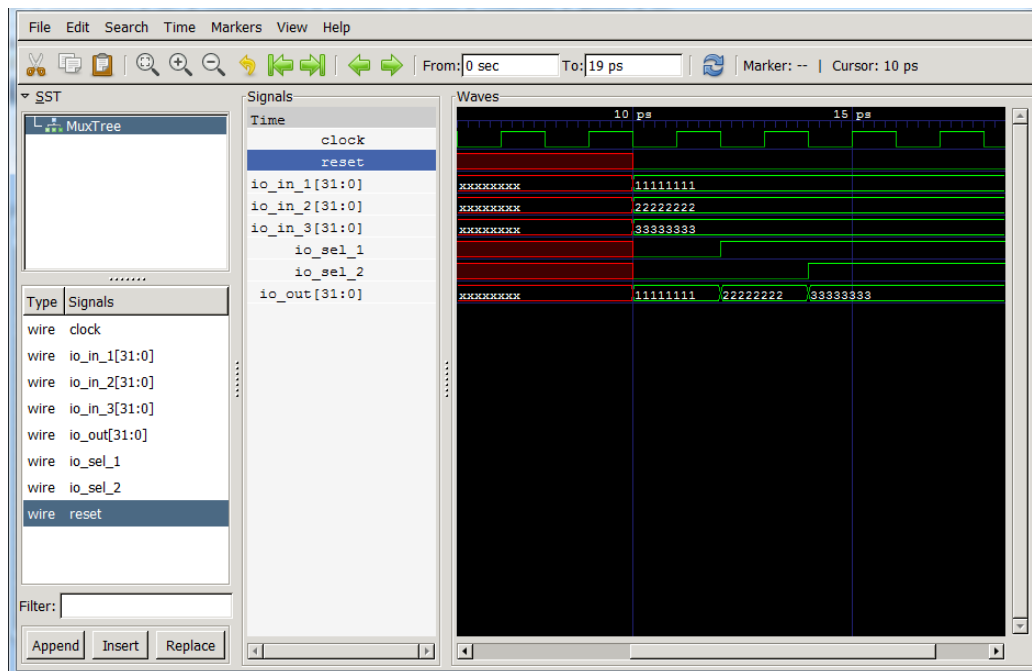 File Edit Search Time Markers View Help
From: 0 sec To: 19 ps Marker: -- | Cursor: 10 ps
SST
MuxTree
Type Signals
wire clock
wire io_in_1[31:0]
wire io_in_2[31:0]
wire io_in_3[31:0]
wire io_out[31:0]
wire io_sel_1
wire io_sel_2
wire reset
Filter:
Append Insert Replace
Signals
Time
clock
reset
io_in_1[31:0]
io_in_2[31:0]
io_in_3[31:0]
io_sel_1
io_sel_2
io_out[31:0]
Waves
10 ps 15 ps
xxxxxxxx 11111111
xxxxxxxx 22222222
xxxxxxxx 33333333
xxxxxxxx 11111111 22222222 33333333